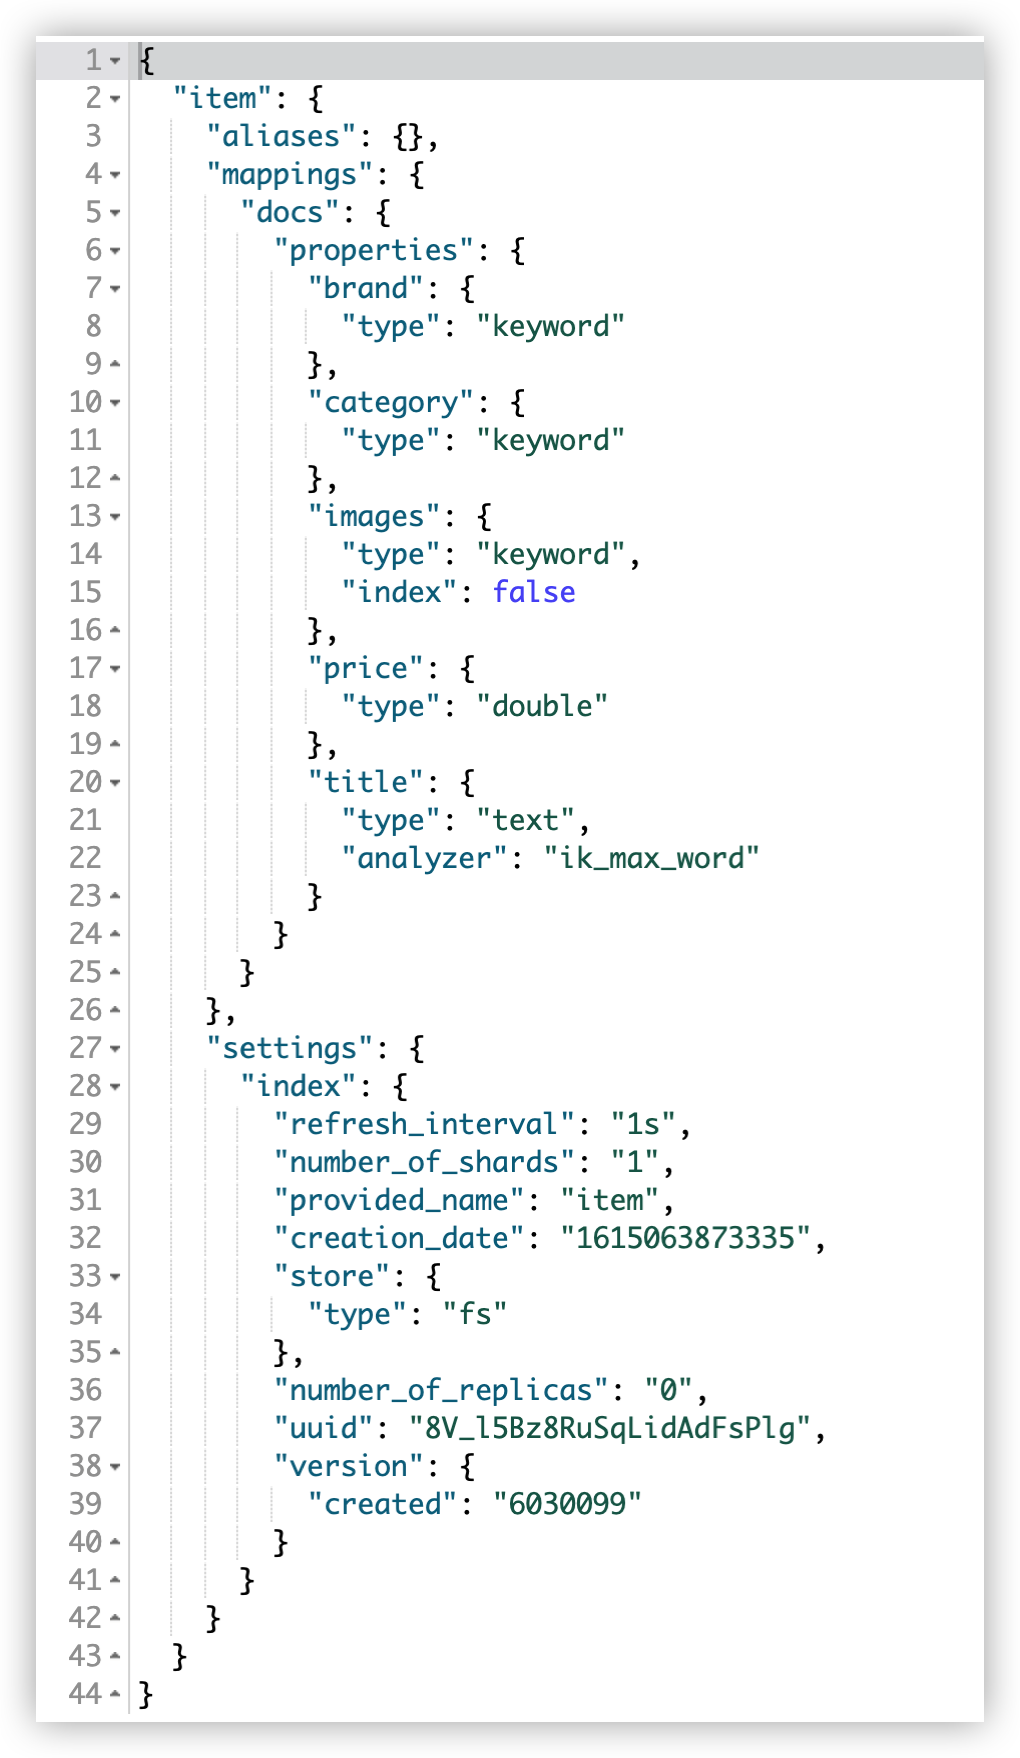 1 {
2 "item": {
3 "aliases": {},
4 "mappings": {
5 "docs": {
6 "properties": {
7 "brand": {
8 "type": "keyword"
9 },
10 "category": {
11 "type": "keyword"
12 },
13 "images": {
14 "type": "keyword",
15 "index": false
16 },
17 "price": {
18 "type": "double"
19 },
20 "title": {
21 "type": "text",
22 "analyzer": "ik_max_word"
23 }
24 }
25 }
26 },
27 "settings": {
28 "index": {
29 "refresh_interval": "1s",
30 "number_of_shards": "1",
31 "provided_name": "item",
32 "creation_date": "1615063873335",
33 "store": {
34 "type": "fs"
35 },
36 "number_of_replicas": "0",
37 "uuid": "8V_l5Bz8RuSqLidAdFsPlg",
38 "version": {
39 "created": "6030099"
40 }
41 }
42 }
43 }
44 }